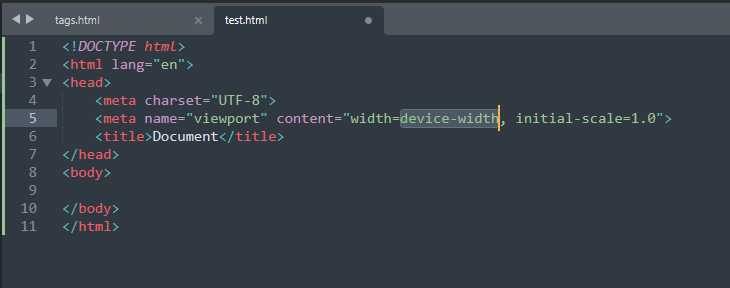 tags.html × test.html
1 <!DOCTYPE html>
2 <html lang="en">
3 <head>
4     <meta charset="UTF-8">
5     <meta name="viewport" content="width=device-width, initial-scale=1.0">
6     <title>Document</title>
7 </head>
8 <body>
9
10 </body>
11 </html>